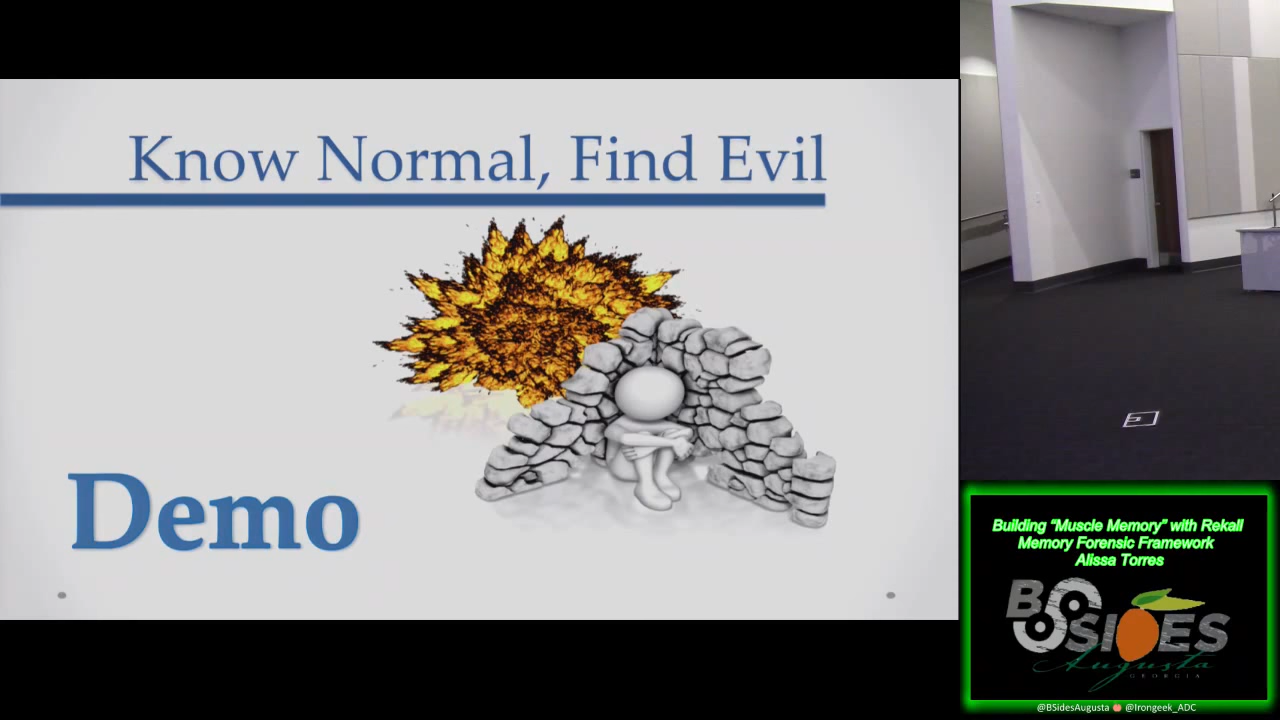 Know Normal, Find Evil
Demo
Building “Muscle Memory” with Rekall
Memory Forensic Framework
Alissa Torres
BSIDES
Augusta
GEORGIA
@BSidesAugusta @Irongeek_ADC